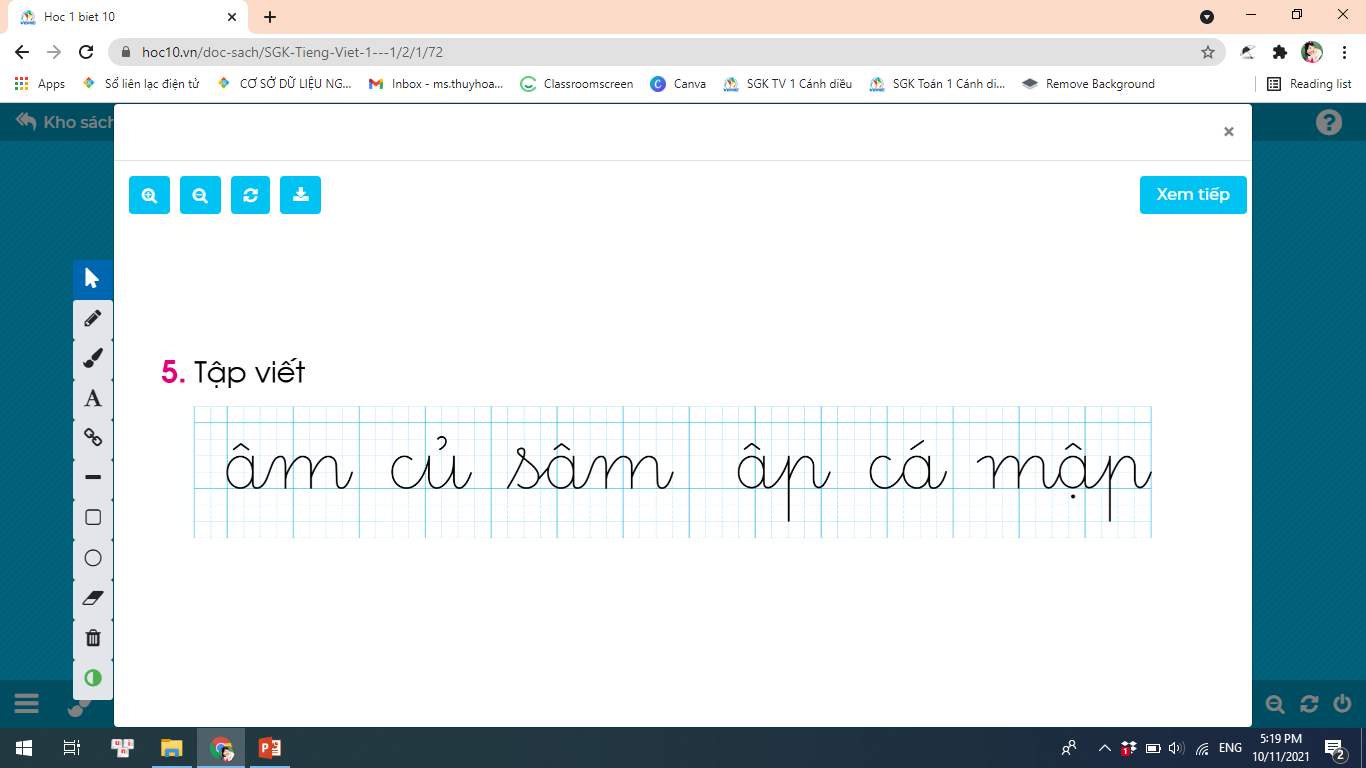 Hoc 1 biet 10
hoc10.vn/doc-sach/SGK-Tieng-Viet-1---1/2/1/72
Apps Sổ liên lạc điện tử CƠ SỞ DỮ LIỆU NG... Inbox - ms.thuyhoa... Classroomscreen Canva SGK TV 1 Cánh diều SGK Toán 1 Cánh di... Remove Background Reading list
Kho sách
Xem tiếp
A
5. Tập viết
âm củ sâm ấp cá mập
ENG 5:19 PM
10/11/2021 2